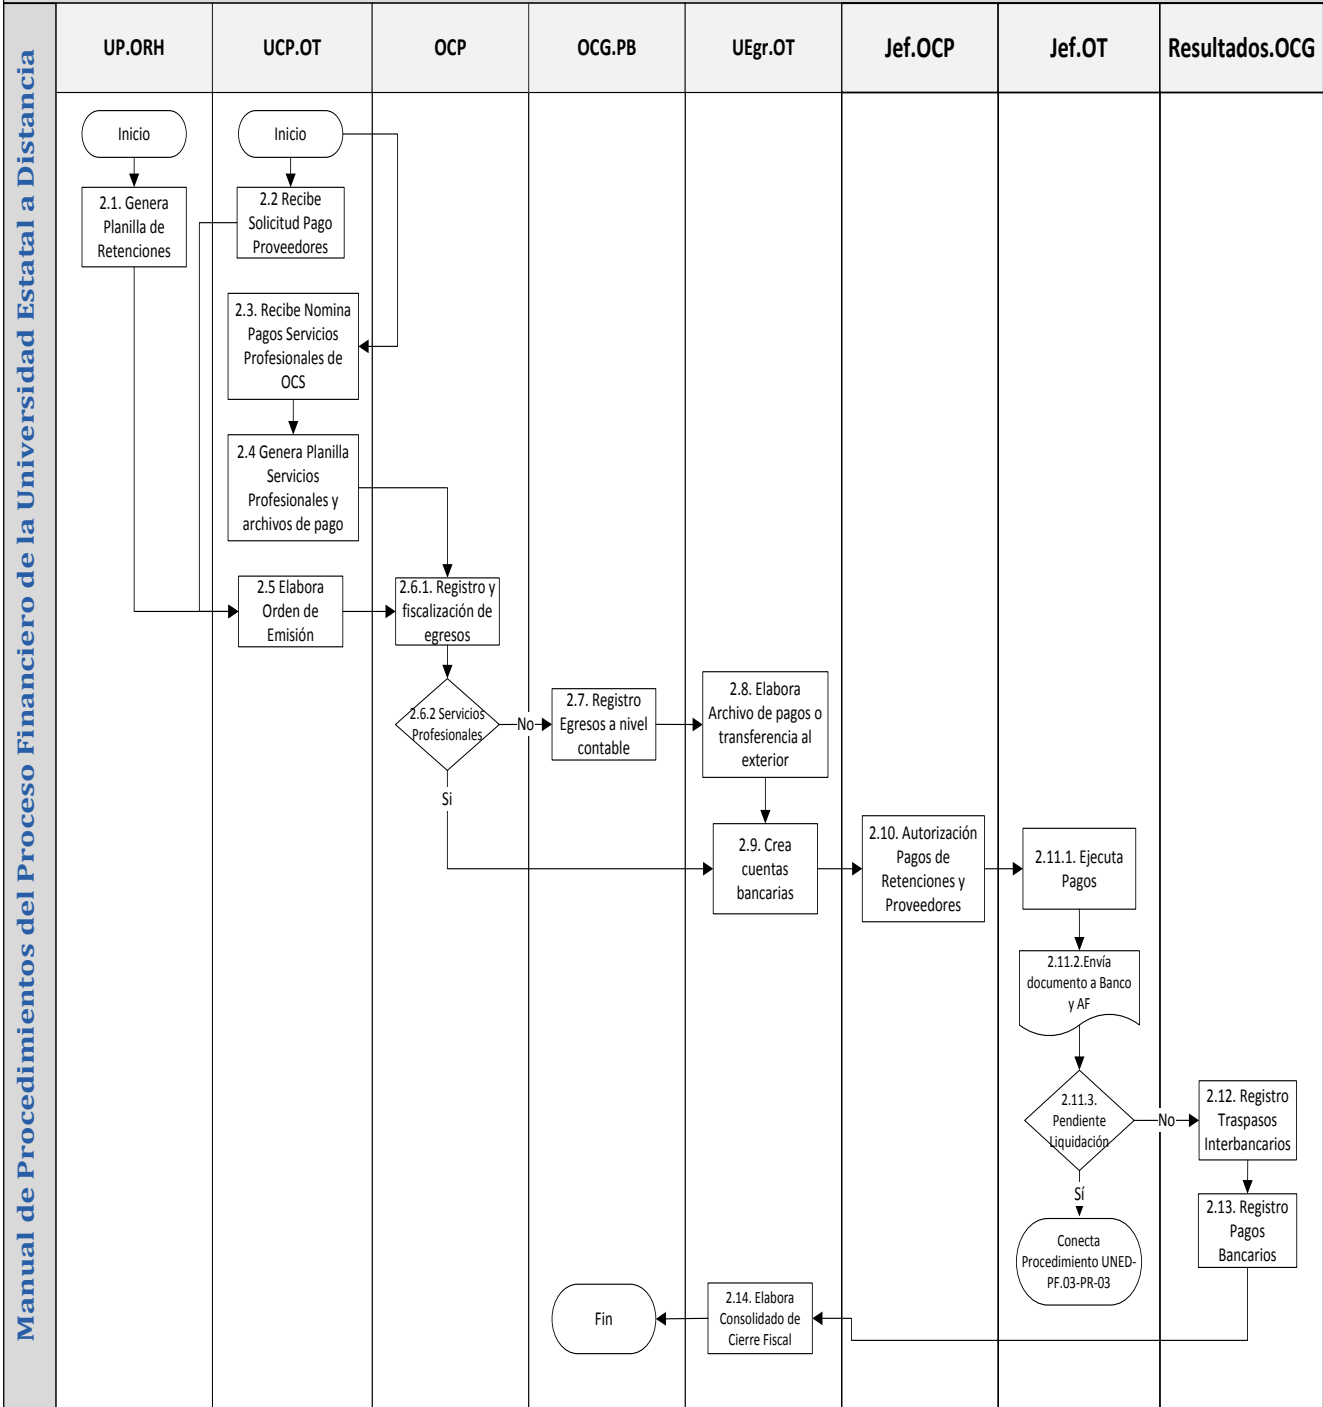 Manual de Procedimientos del Proceso Financiero de la Universidad Estatal a Distancia
UP.ORH
UCP.OT
OCP
OCG.PB
UEgr.OT
Jef.OCP
Jef.OT
Resultados.OCG
Inicio
Inicio
2.1. Genera
Planilla de
Retenciones
2.2 Recibe
Solicitud Pago
Proveedores
2.3. Recibe Nomina
Pagos Servicios
Profesionales de
OCS
2.4 Genera Planilla
Servicios
Profesionales y
archivos de pago
2.5 Elabora
Orden de
Emisión
2.6.1. Registro y
fiscalización de
egresos
2.6.2 Servicios
Profesionales
No
Si
2.7. Registro
Egresos a nivel
contable
2.8. Elabora
Archivo de pagos o
transferencia al
exterior
2.9. Crea
cuentas
bancarias
2.10. Autorización
Pagos de
Retenciones y
Proveedores
2.11.1. Ejecuta
Pagos
2.11.2.Envía
documento a Banco
y AF
2.11.3.
Pendiente
Liquidación
No
Sí
Conecta
Procedimiento UNED-
PF.03-PR-03
2.12. Registro
Traspasos
Interbancarios
2.13. Registro
Pagos
Bancarios
2.14. Elabora
Consolidado de
Cierre Fiscal
Fin